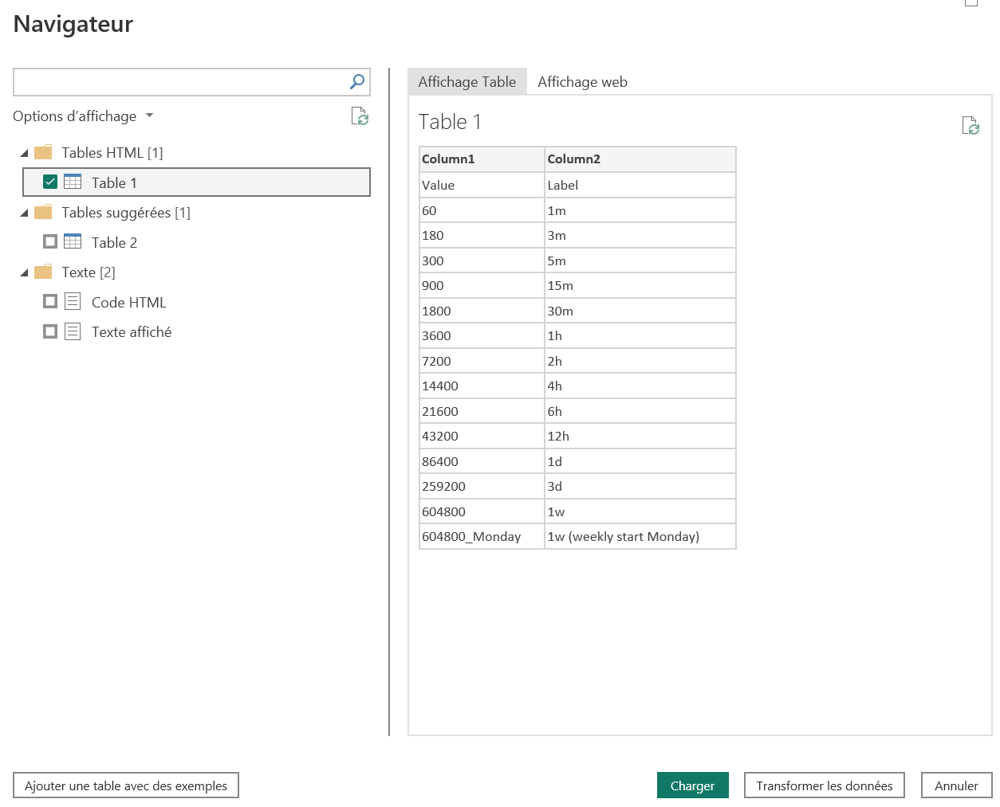 Navigateur
Options d’affichage
Tables HTML [1]
Table 1
Tables suggérées [1]
Table 2
Texte [2]
Code HTML
Texte affiché
Affichage Table Affichage web
Table 1
Column1 Column2
Value Label
60 1m
180 3m
300 5m
900 15m
1800 30m
3600 1h
7200 2h
14400 4h
21600 6h
43200 12h
86400 1d
259200 3d
604800 1w
604800_Monday 1w (weekly start Monday)
Ajouter une table avec des exemples Charger Transformer les données Annuler